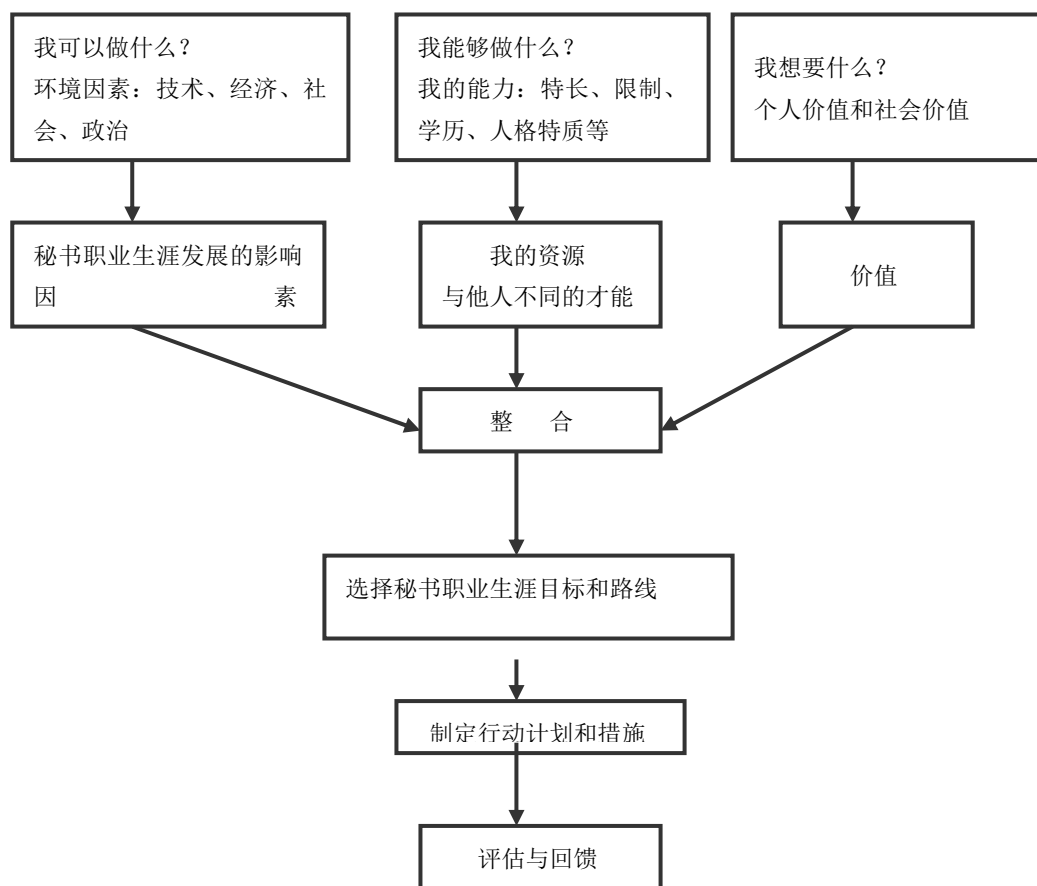 我可以做什么？
环境因素：技术、经济、社
会、政治
我能够做什么？
我的能力：特长、限制、
学历、人格特质等
我想要什么？
个人价值和社会价值
秘书职业生涯发展的影响
因 素
我的资源
与他人不同的才能
价值
整 合
选择秘书职业生涯目标和路线
制定行动计划和措施
评估与回馈